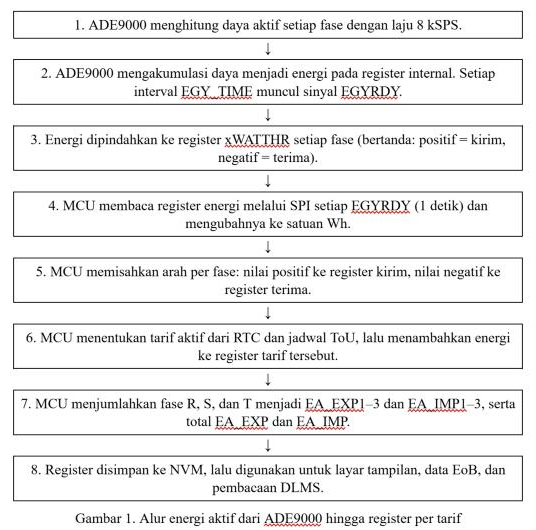 1. ADE9000 menghitung daya aktif setiap fase dengan laju 8 kSPS.
↓
2. ADE9000 mengakumulasi daya menjadi energi pada register internal. Setiap
interval EGY_TIME muncul sinyal EGYRDY.
↓
3. Energi dipindahkan ke register xWATTHR setiap fase (bertanda: positif = kirim,
negatif = terima).
↓
4. MCU membaca register energi melalui SPI setiap EGYRDY (1 detik) dan
mengubahnya ke satuan Wh.
↓
5. MCU memisahkan arah per fase: nilai positif ke register kirim, nilai negatif ke
register terima.
↓
6. MCU menentukan tarif aktif dari RTC dan jadwal ToU, lalu menambahkan energi
ke register tarif tersebut.
↓
7. MCU menjumlahkan fase R, S, dan T menjadi EA_EXP1–3 dan EA_IMP1–3, serta
total EA_EXP dan EA_IMP.
↓
8. Register disimpan ke NVM, lalu digunakan untuk layar tampilan, data EoB, dan
pembacaan DLMS.
Gambar 1. Alur energi aktif dari ADE9000 hingga register per tarif